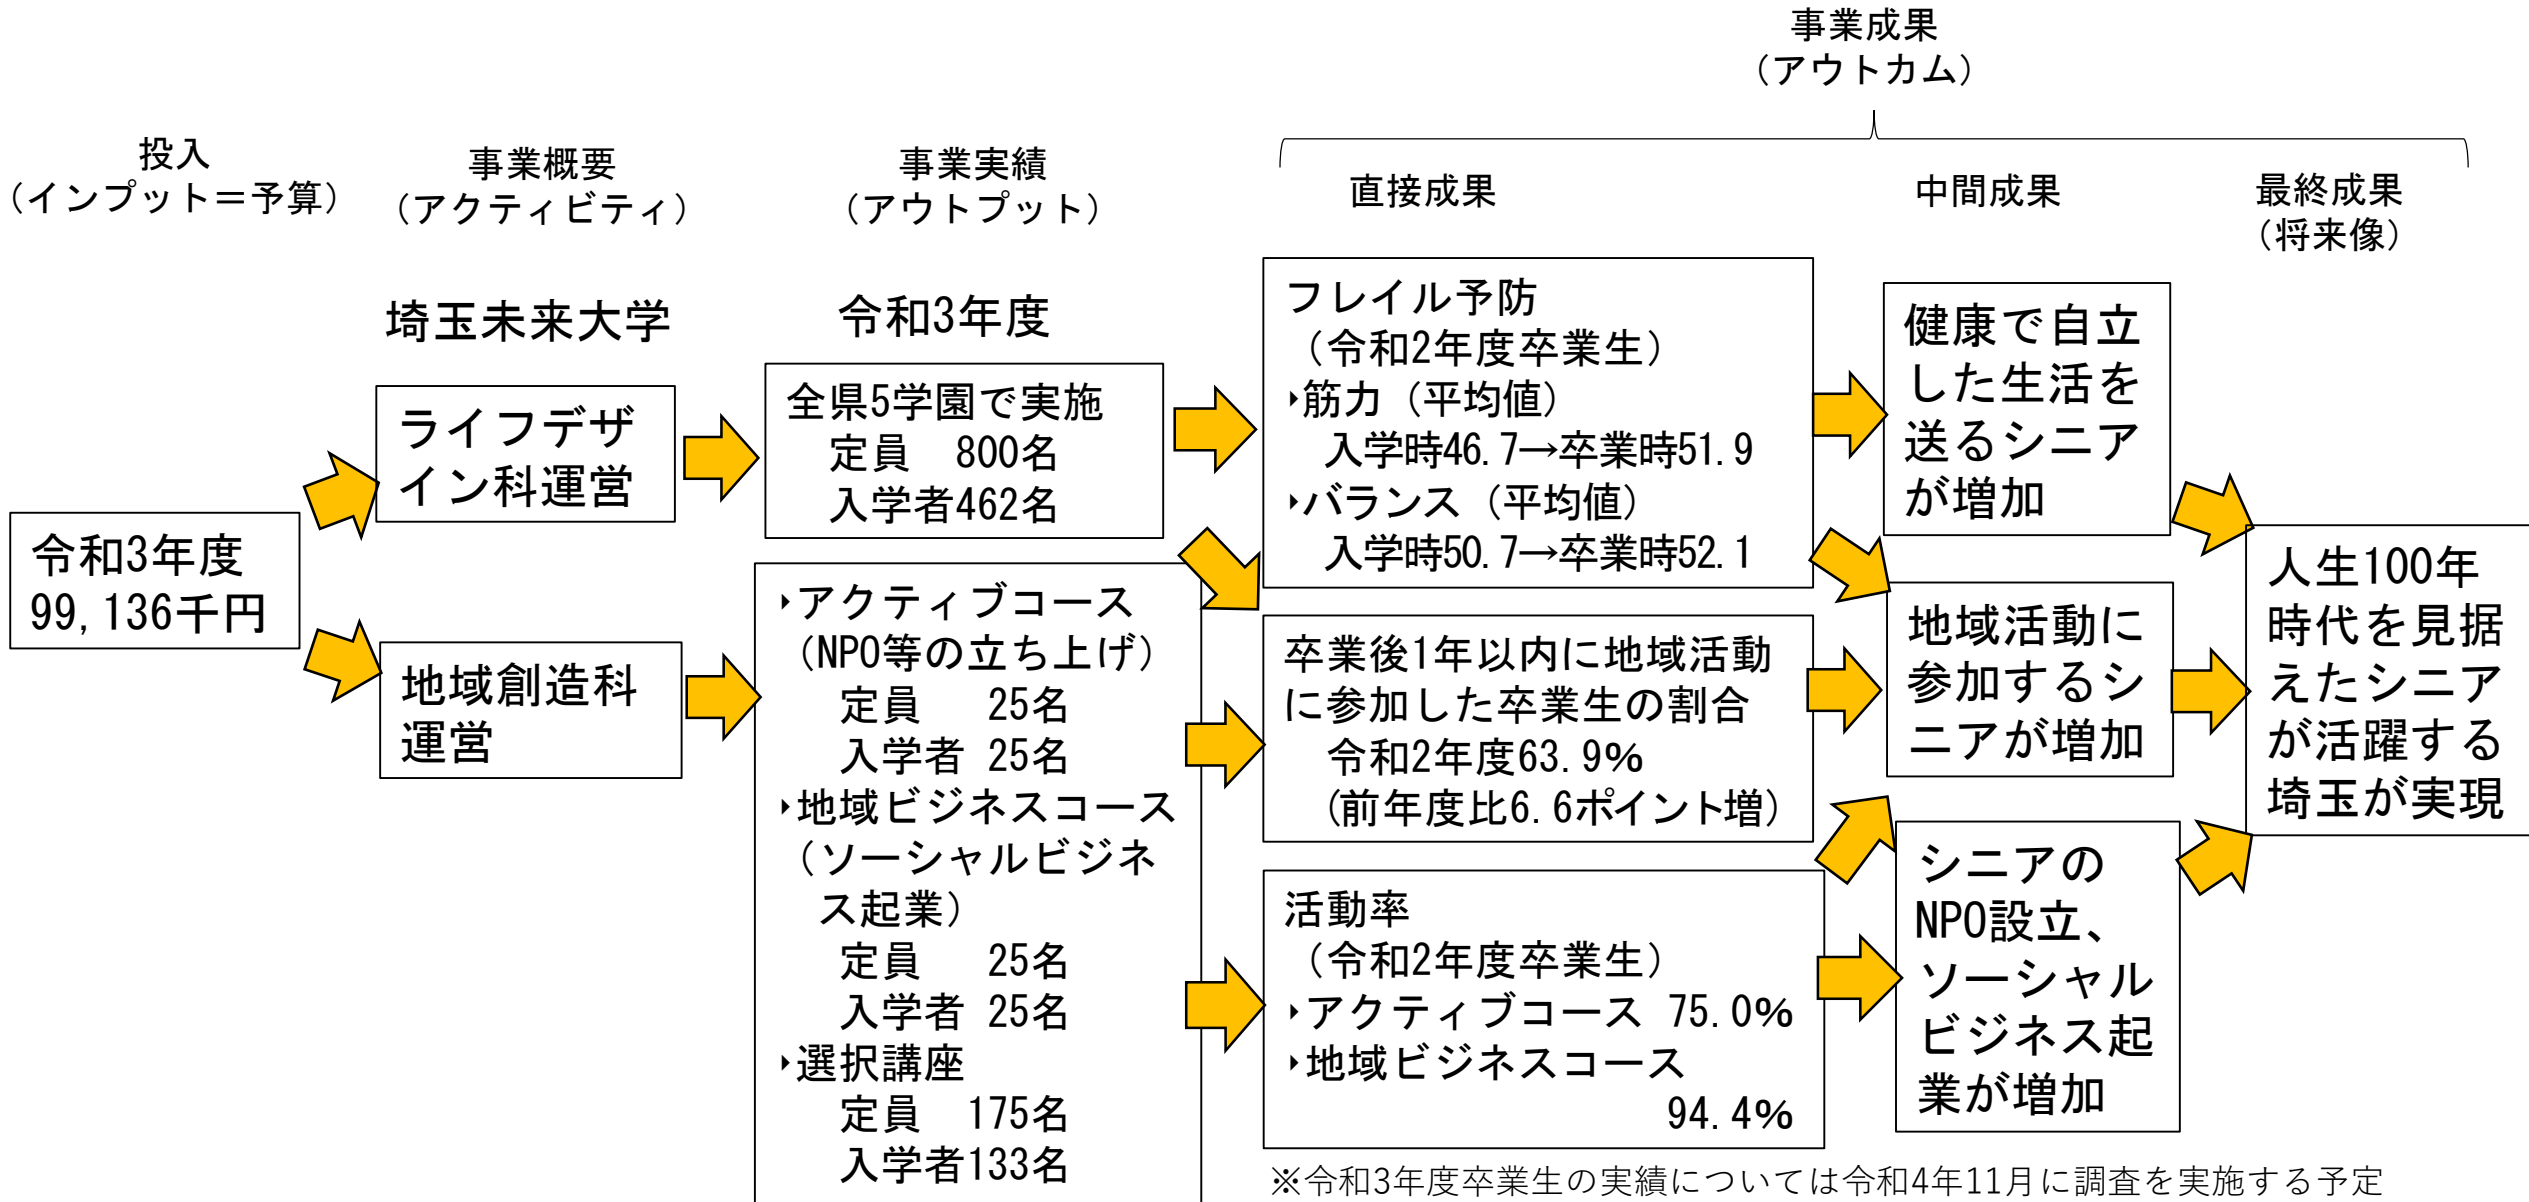 事業成果
（アウトカム）
投入
（インプット＝予算）
事業概要
（アクティビティ）
事業実績
（アウトプット）
直接成果
中間成果
最終成果
（将来像）
埼玉未来大学
令和3年度
令和3年度
99,136千円
ライフデザ
イン科運営
地域創造科
運営
全県5学園で実施
定員　800名
入学者462名
‣アクティブコース
（NPO等の立ち上げ）
定員　25名
入学者 25名
‣地域ビジネスコース
（ソーシャルビジネ
ス起業）
定員　25名
入学者 25名
‣選択講座
定員　175名
入学者133名
フレイル予防
（令和2年度卒業生）
‣筋力（平均値）
入学時46.7→卒業時51.9
‣バランス（平均値）
入学時50.7→卒業時52.1
卒業後1年以内に地域活動
に参加した卒業生の割合
令和2年度63.9%
(前年度比6.6ポイント増)
活動率
（令和2年度卒業生）
‣アクティブコース 75.0%
‣地域ビジネスコース
94.4%
健康で自立
した生活を
送るシニア
が増加
地域活動に
参加するシ
ニアが増加
シニアの
NPO設立、
ソーシャル
ビジネス起
業が増加
人生100年
時代を見据
えたシニア
が活躍する
埼玉が実現
※令和3年度卒業生の実績については令和4年11月に調査を実施する予定